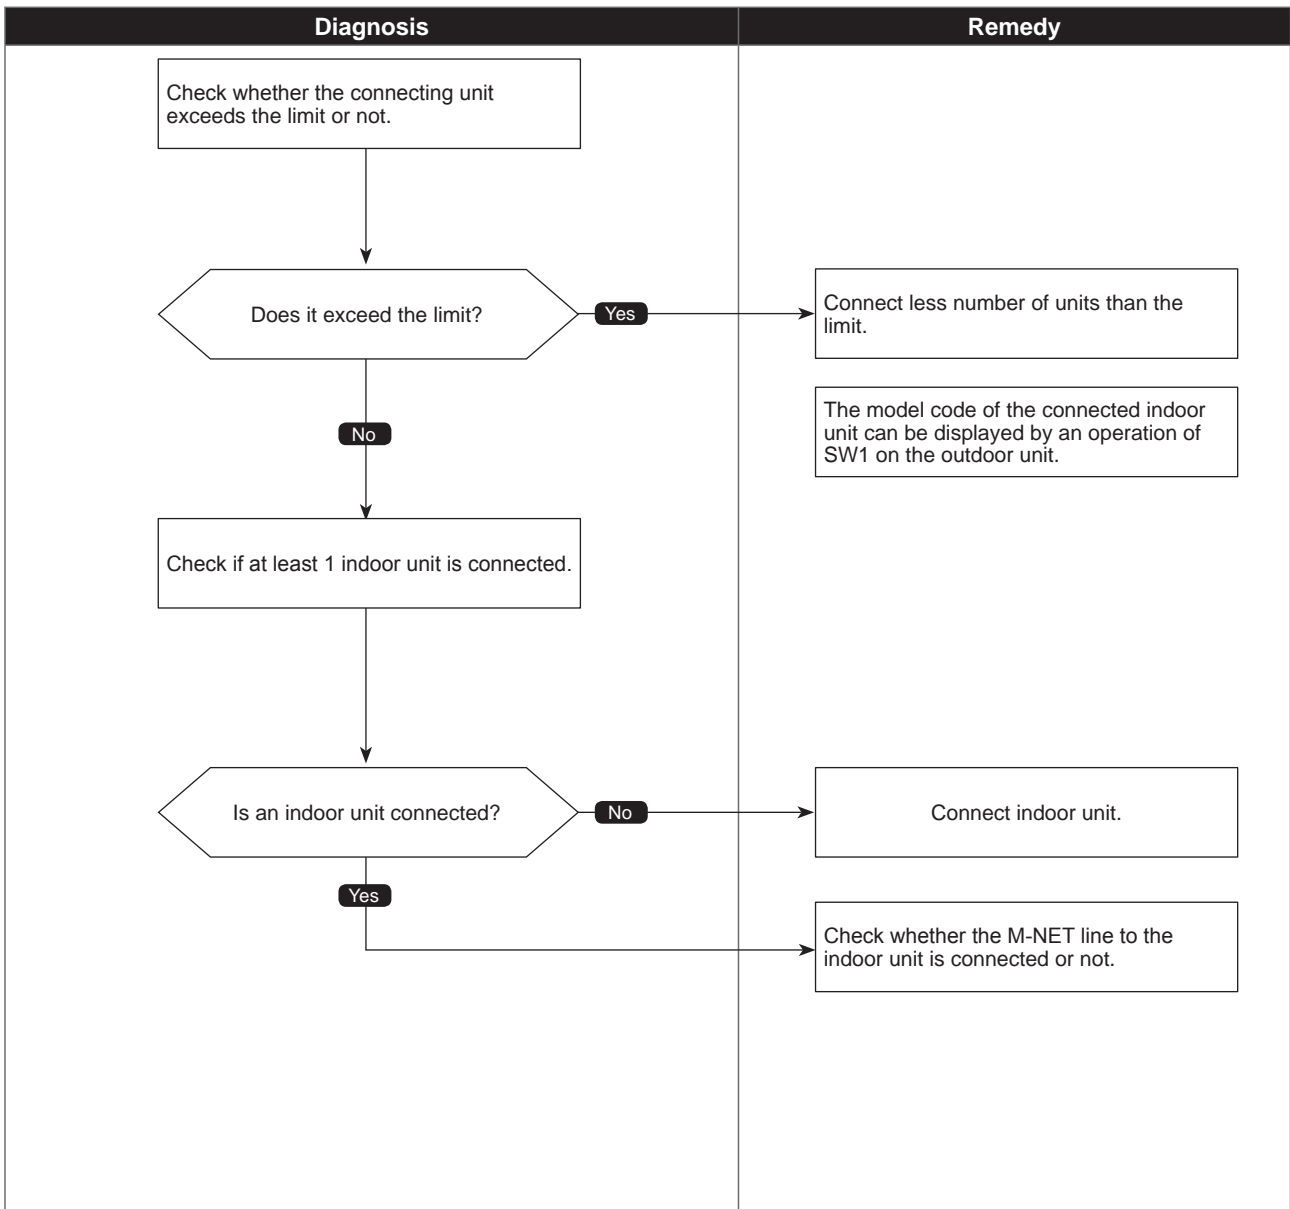 Diagnosis
Remedy
Check whether the connecting unit
exceeds the limit or not.
Does it exceed the limit?
Yes
Connect less number of units than the
limit.
The model code of the connected indoor
unit can be displayed by an operation of
SW1 on the outdoor unit.
No
Check if at least 1 indoor unit is connected.
Is an indoor unit connected?
No
Connect indoor unit.
Yes
Check whether the M-NET line to the
indoor unit is connected or not.